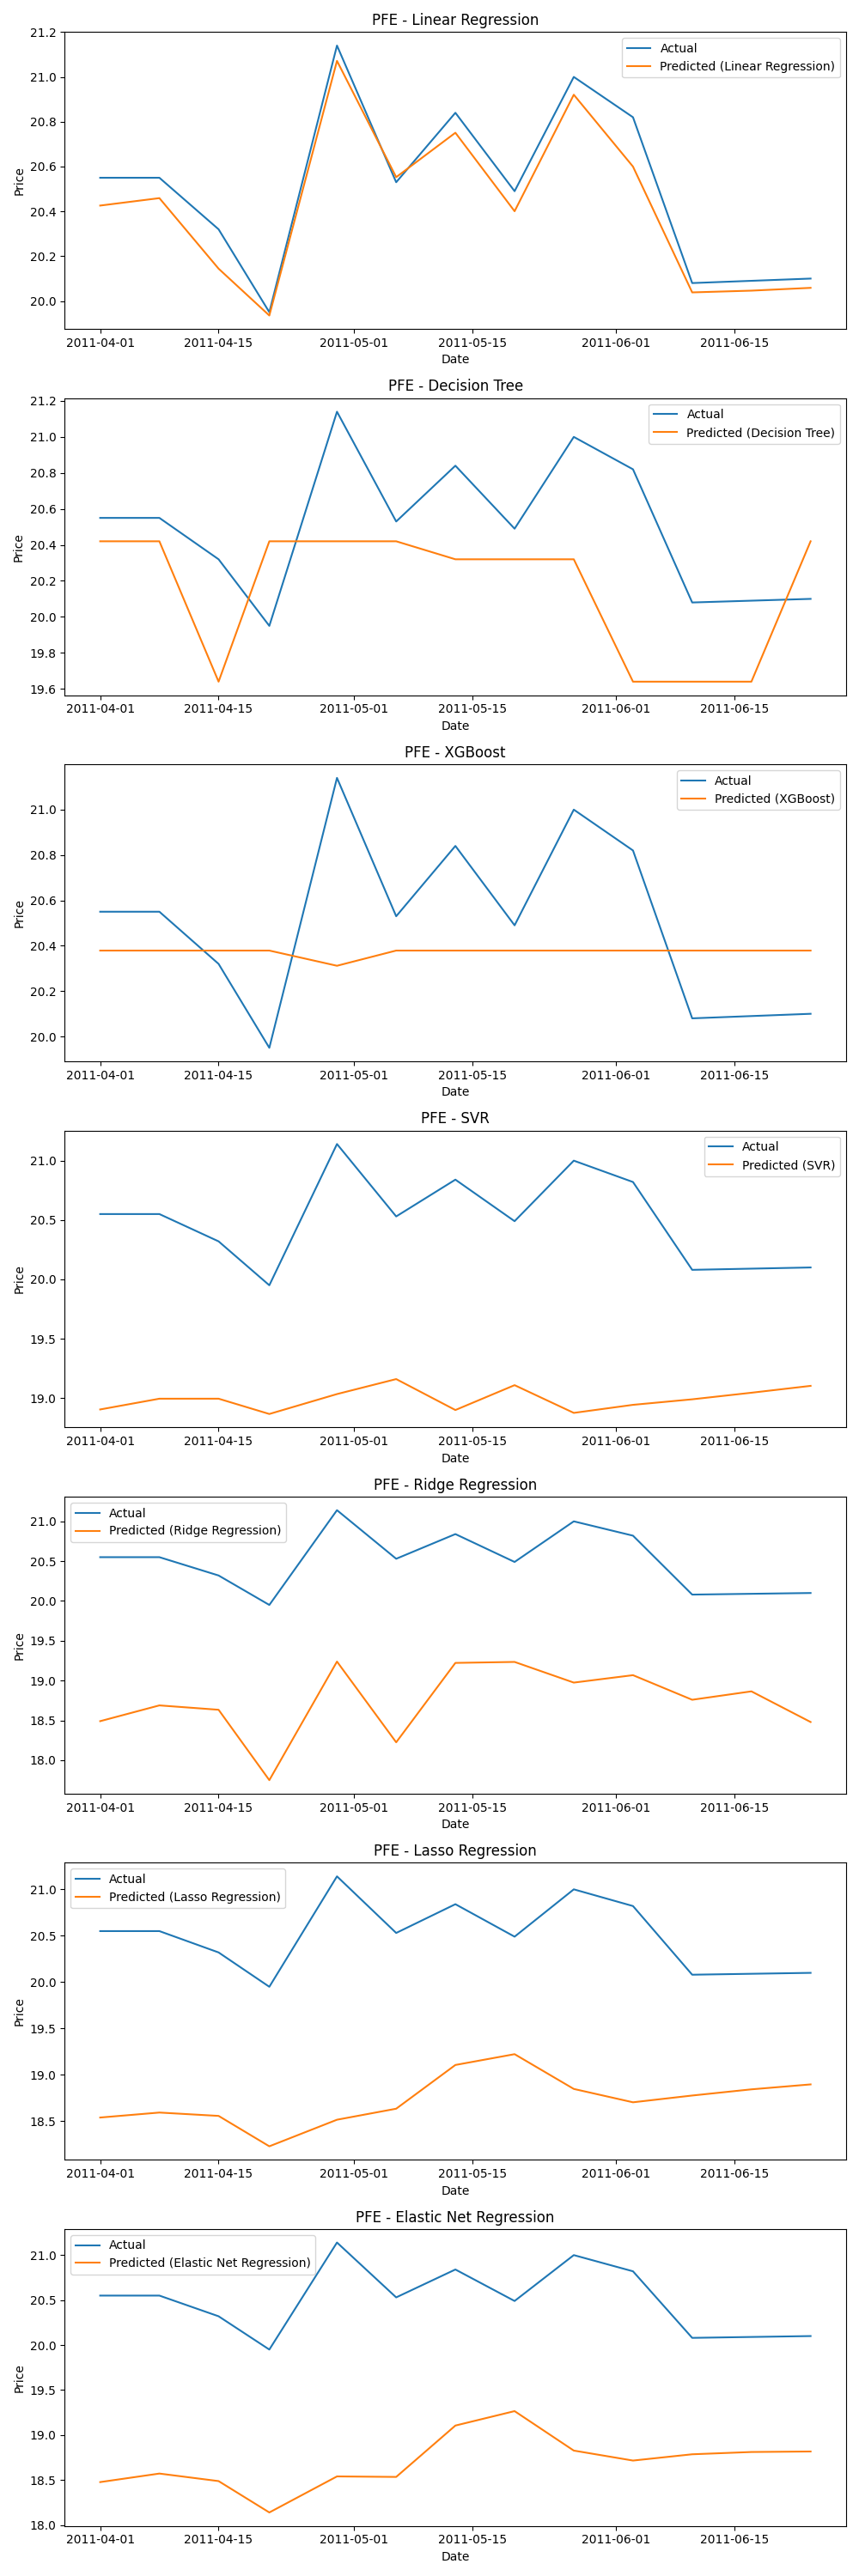 PFE - Linear Regression
Actual
Predicted (Linear Regression)
Price
21.2
21.0
20.8
20.6
20.4
20.2
20.0
2011-04-01 2011-04-15 2011-05-01 2011-05-15 2011-06-01 2011-06-15
Date
PFE - Decision Tree
Actual
Predicted (Decision Tree)
Price
21.2
21.0
20.8
20.6
20.4
20.2
20.0
19.8
19.6
2011-04-01 2011-04-15 2011-05-01 2011-05-15 2011-06-01 2011-06-15
Date
PFE - XGBoost
Actual
Predicted (XGBoost)
Price
21.0
20.8
20.6
20.4
20.2
20.0
2011-04-01 2011-04-15 2011-05-01 2011-05-15 2011-06-01 2011-06-15
Date
PFE - SVR
Actual
Predicted (SVR)
Price
21.0
20.5
20.0
19.5
19.0
2011-04-01 2011-04-15 2011-05-01 2011-05-15 2011-06-01 2011-06-15
Date
PFE - Ridge Regression
Actual
Predicted (Ridge Regression)
Price
21.0
20.5
20.0
19.5
19.0
18.5
18.0
2011-04-01 2011-04-15 2011-05-01 2011-05-15 2011-06-01 2011-06-15
Date
PFE - Lasso Regression
Actual
Predicted (Lasso Regression)
Price
21.0
20.5
20.0
19.5
19.0
18.5
2011-04-01 2011-04-15 2011-05-01 2011-05-15 2011-06-01 2011-06-15
Date
PFE - Elastic Net Regression
Actual
Predicted (Elastic Net Regression)
Price
21.0
20.5
20.0
19.5
19.0
18.5
18.0
2011-04-01 2011-04-15 2011-05-01 2011-05-15 2011-06-01 2011-06-15
Date